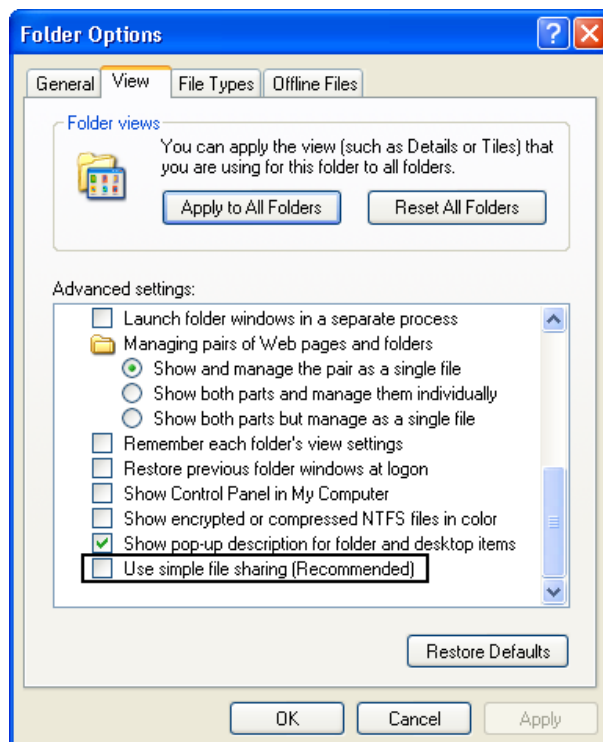 Folder Options
General View File Types Offline Files
Folder views
You can apply the view (such as Details or Tiles) that
you are using for this folder to all folders.
Apply to All Folders Reset All Folders
Advanced settings:
Launch folder windows in a separate process
Managing pairs of Web pages and folders
Show and manage the pair as a single file
Show both parts and manage them individually
Show both parts but manage as a single file
Remember each folder's view settings
Restore previous folder windows at logon
Show Control Panel in My Computer
Show encrypted or compressed NTFS files in color
Show pop-up description for folder and desktop items
Use simple file sharing (Recommended)
Restore Defaults
OK Cancel Apply